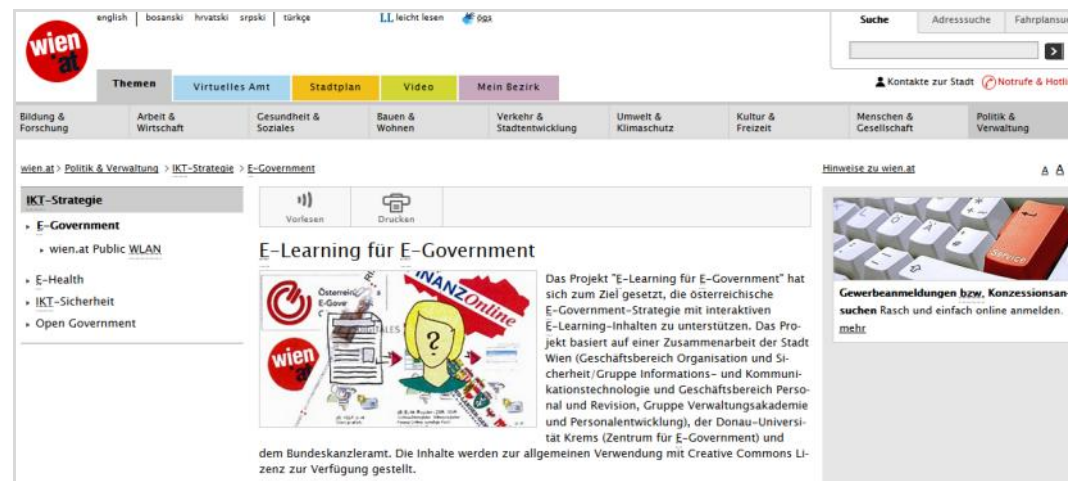 english | bosanski hrvatski srpski | türkçe LL leicht lesen ögs
wien.at
Suche Adresssuche Fahrplansu
Themen Virtuelles Amt Stadtplan Video Mein Bezirk
Kontakte zur Stadt Notrufe & Hotli
Bildung & Forschung Arbeit & Wirtschaft Gesundheit & Soziales Bauen & Wohnen Verkehr & Stadtentwicklung Umwelt & Klimaschutz Kultur & Freizeit Menschen & Gesellschaft Politik & Verwaltung
wien.at > Politik & Verwaltung > IKT-Strategie > E-Government
Hinweise zu wien.at A A
IKT-Strategie
E-Government
wien.at Public WLAN
E-Health
IKT-Sicherheit
Open Government
Vorlesen Drucken
E-Learning für E-Government
FINANZOnline
wien.at
?
Das Projekt "E-Learning für E-Government" hat
sich zum Ziel gesetzt, die österreichische
E-Government-Strategie mit interaktiven
E-Learning-Inhalten zu unterstützen. Das Pro-
jekt basiert auf einer Zusammenarbeit der Stadt
Wien (Geschäftsbereich Organisation und Si-
cherheit/Gruppe Informations- und Kommuni-
kationstechnologie und Geschäftsbereich Perso-
nal und Revision, Gruppe Verwaltungsakademie
und Personalentwicklung), der Donau-Universi-
tät Krems (Zentrum für E-Government) und
dem Bundeskanzleramt. Die Inhalte werden zur allgemeinen Verwendung mit Creative Commons Li-
zenz zur Verfügung gestellt.
Service
Gewerbeanmeldungen bzw. Konzessionsan-
suchen Rasch und einfach online anmelden.
mehr